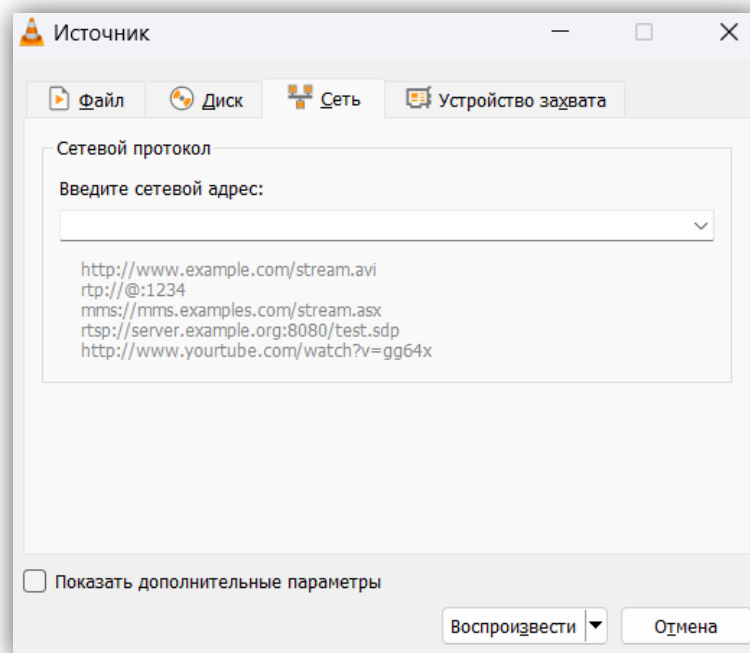 Источник
Файл
Диск
Сеть
Устройство захвата
Сетевой протокол
Введите сетевой адрес:
http://www.example.com/stream.avi
rtp://@:1234
mms://mms.examples.com/stream.asx
rtsp://server.example.org:8080/test.sdp
http://www.yourtube.com/watch?v=gg64x
Показать дополнительные параметры
Воспроизвести
Отмена